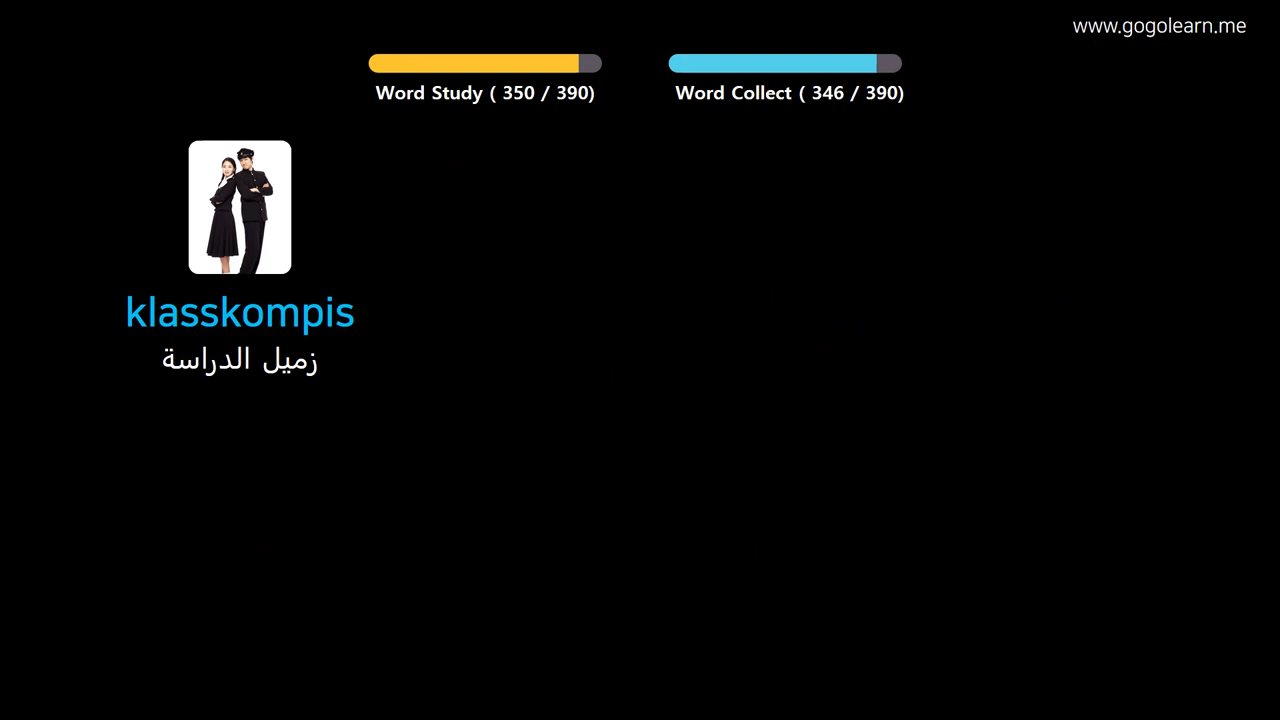 www.gogolearn.me
Word Study ( 350 / 390)
Word Collect ( 346 / 390)
klasskompis
زميل الدراسة